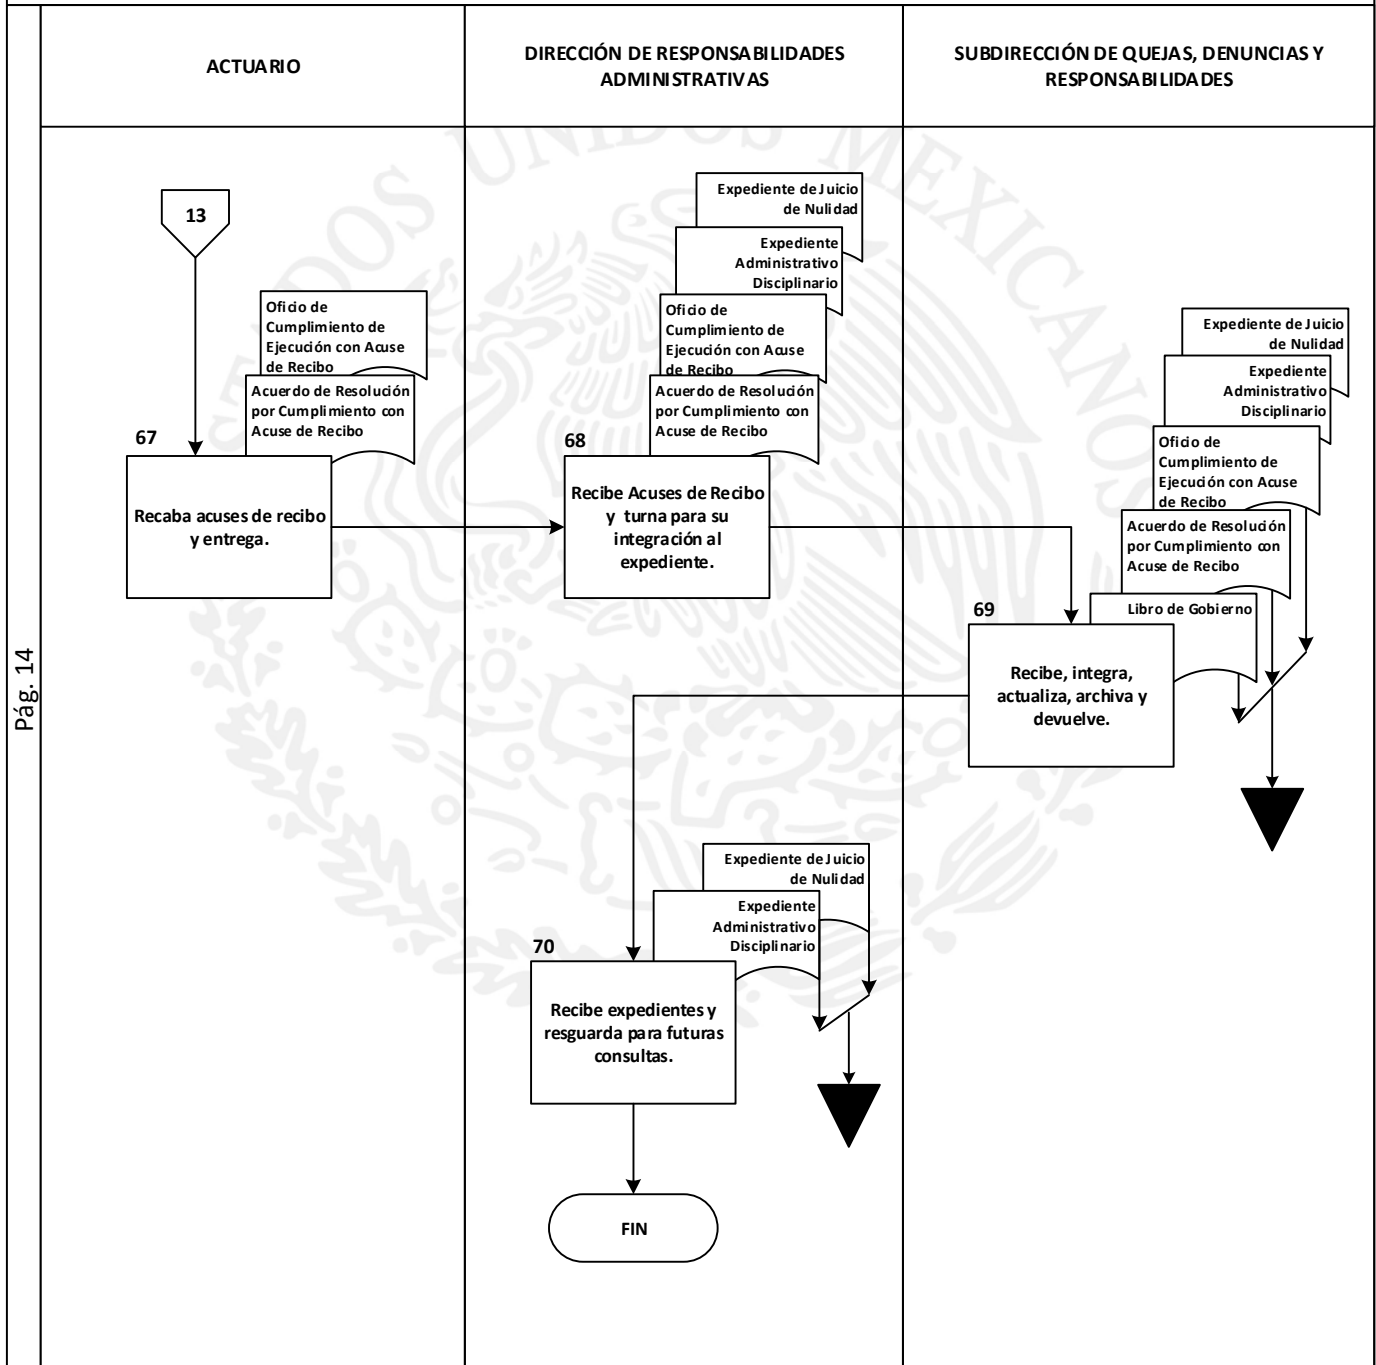 ACTUARIO
DIRECCIÓN DE RESPONSABILIDADES
ADMINISTRATIVAS
SUBDIRECCIÓN DE QUEJAS, DENUNCIAS Y
RESPONSABILIDADES
Pág. 14
ESTADOS UNIDOS MEXICANOS
13
Oficio de
Cumplimiento de
Ejecución con Acuse
de Recibo
Acuerdo de Resolución
por Cumplimiento con
Acuse de Recibo
67
Recaba acuses de recibo
y entrega.
Expediente de Juicio
de Nulidad
Expediente
Administrativo
Disciplinario
Oficio de
Cumplimiento de
Ejecución con Acuse
de Recibo
Acuerdo de Resolución
por Cumplimiento con
Acuse de Recibo
68
Recibe Acuses de Recibo
y turna para su
integración al
expediente.
Expediente de Juicio
de Nulidad
Expediente
Administrativo
Disciplinario
Oficio de
Cumplimiento de
Ejecución con Acuse
de Recibo
Acuerdo de Resolución
por Cumplimiento con
Acuse de Recibo
Libro de Gobierno
69
Recibe, integra,
actualiza, archiva y
devuelve.
Expediente de Juicio
de Nulidad
Expediente
Administrativo
Disciplinario
70
Recibe expedientes y
resguarda para futuras
consultas.
FIN